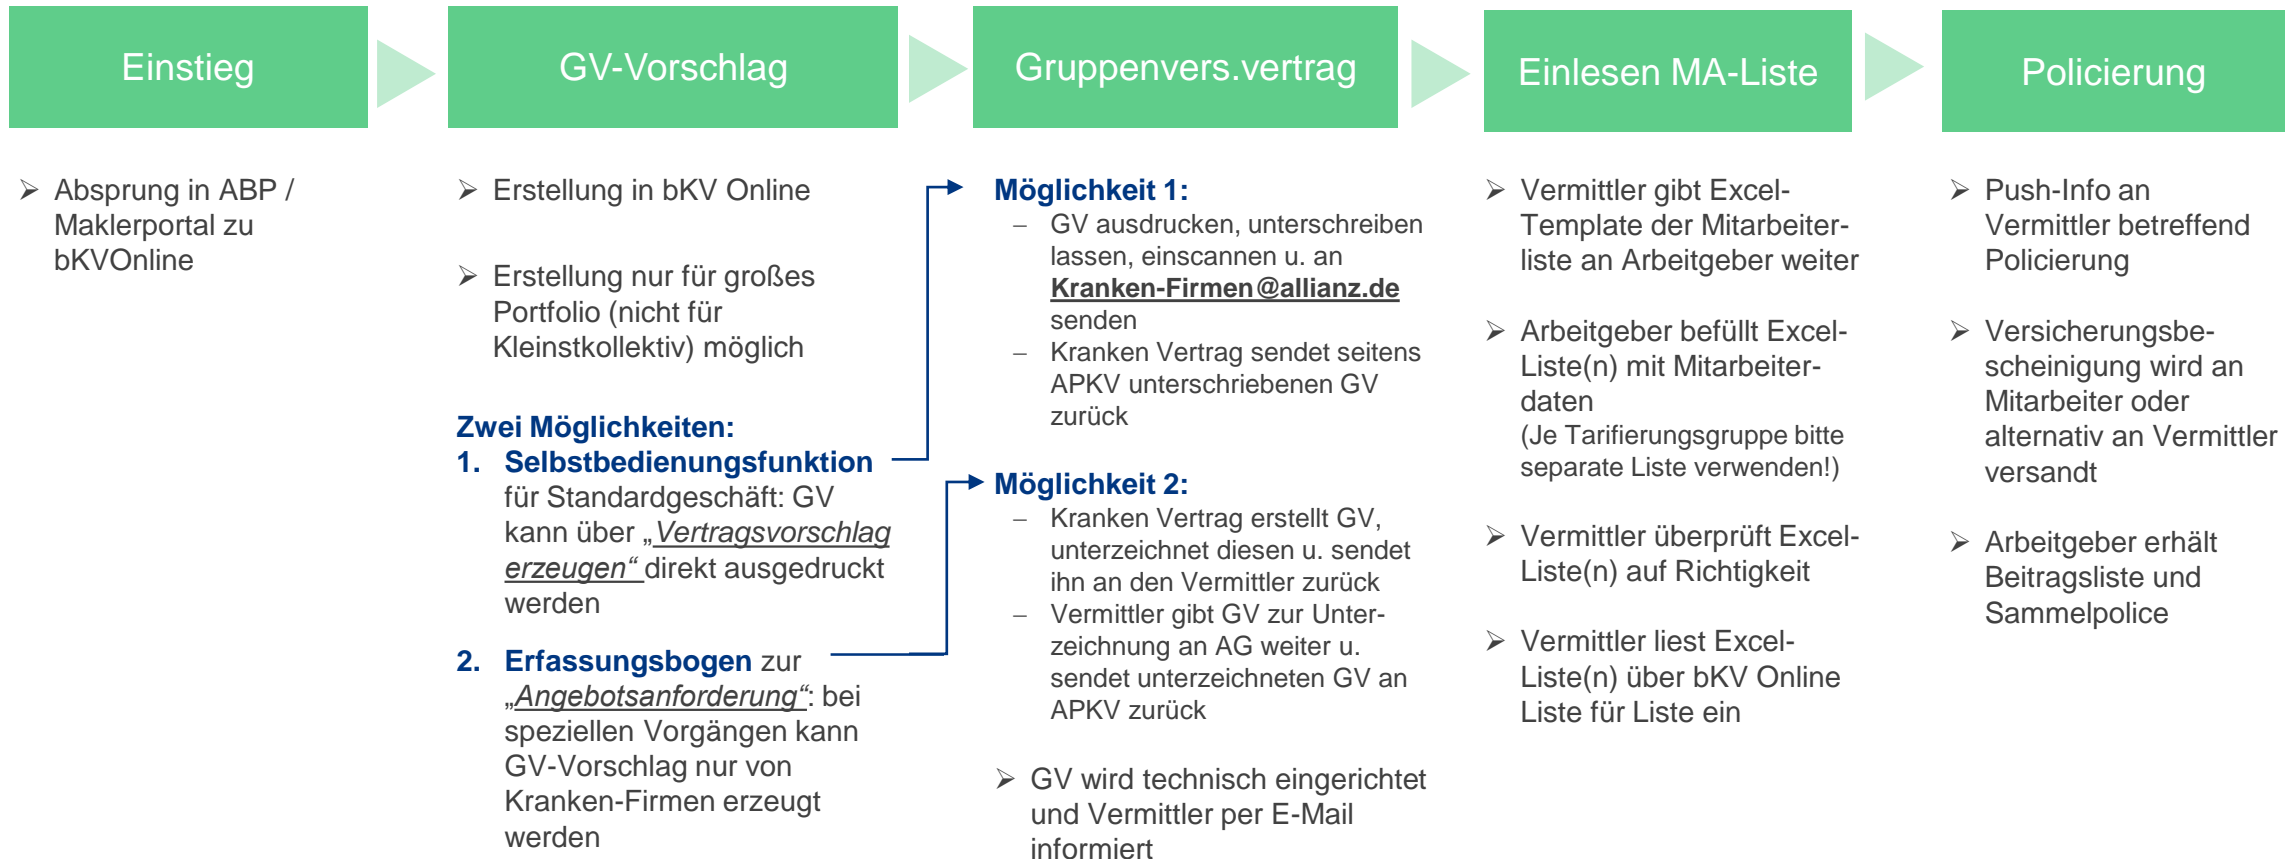 Einstieg
GV-Vorschlag
Gruppenvers.vertrag
Einlesen MA-Liste
Policierung
➢ Absprung in ABP /
Maklerportal zu
bKVOnline
➢ Erstellung in bKV Online
➢ Erstellung nur für großes
Portfolio (nicht für
Kleinstkollektiv) möglich
Zwei Möglichkeiten:
1. Selbstbedienungsfunktion
für Standardgeschäft: GV
kann über „Vertragsvorschlag
erzeugen“ direkt ausgedruckt
werden
2. Erfassungsbogen zur
„Angebotsanforderung“: bei
speziellen Vorgängen kann
GV-Vorschlag nur von
Kranken-Firmen erzeugt
werden
Möglichkeit 1:
– GV ausdrucken, unterschreiben
lassen, einscannen u. an
Kranken-Firmen@allianz.de
senden
– Kranken Vertrag sendet seitens
APKV unterschriebenen GV
zurück
Möglichkeit 2:
– Kranken Vertrag erstellt GV,
unterzeichnet diesen u. sendet
ihn an den Vermittler zurück
– Vermittler gibt GV zur Unter-
zeichnung an AG weiter u.
sendet unterzeichneten GV an
APKV zurück
➢ GV wird technisch eingerichtet
und Vermittler per E-Mail
informiert
➢ Vermittler gibt Excel-
Template der Mitarbeiter-
liste an Arbeitgeber weiter
➢ Arbeitgeber befüllt Excel-
Liste(n) mit Mitarbeiter-
daten
(Je Tarifierungsgruppe bitte
separate Liste verwenden!)
➢ Vermittler überprüft Excel-
Liste(n) auf Richtigkeit
➢ Vermittler liest Excel-
Liste(n) über bKV Online
Liste für Liste ein
➢ Push-Info an
Vermittler betreffend
Policierung
➢ Versicherungsbe-
scheinigung wird an
Mitarbeiter oder
alternativ an Vermittler
versandt
➢ Arbeitgeber erhält
Beitragsliste und
Sammelpolice